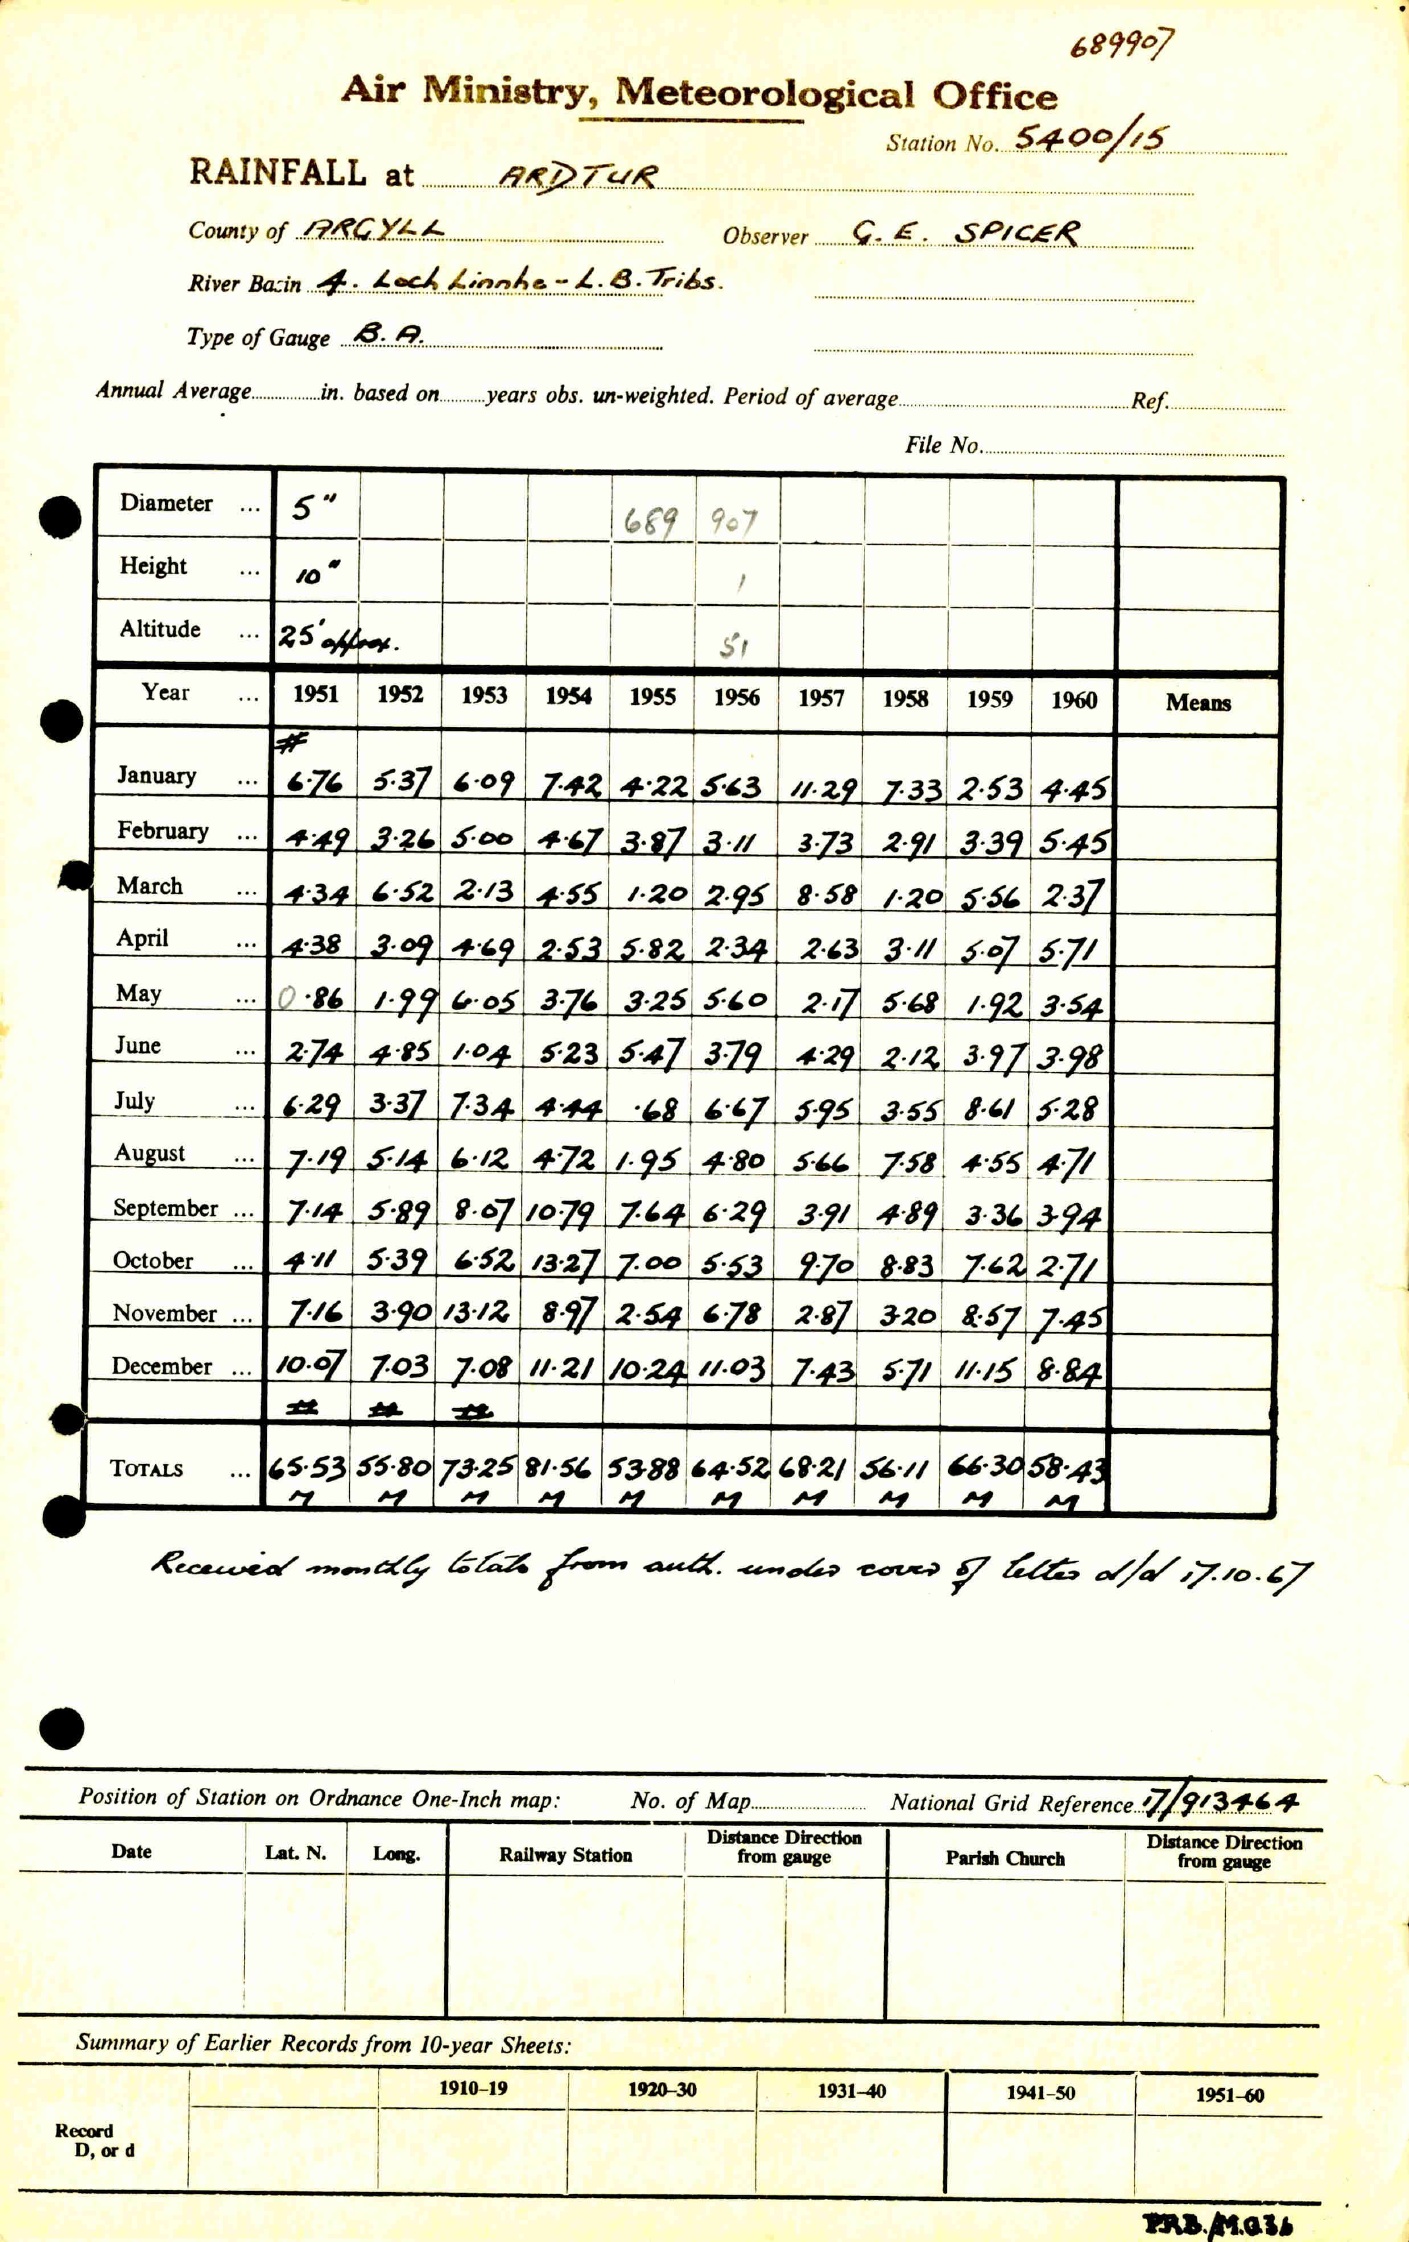 689907
Air Ministry, Meteorological Office
Station No. 5400/15
RAINFALL at ARDTUR
County of ARGYLL Observer G. E. SPICER
River Basin 4. Loch Linnhe - L. B. Tribs.
Type of Gauge B. A.
Annual Average in. based on years obs. un-weighted. Period of average Ref.
File No.
Diameter ... 5" 689 907
Height ... 10" 1
Altitude ... 25' approx. 51
Year ... 1951 1952 1953 1954 1955 1956 1957 1958 1959 1960 Means
January ... 6.76 5.37 6.09 7.42 4.22 5.63 11.29 7.33 2.53 4.45
February ... 4.49 3.26 5.00 4.67 3.87 3.11 3.73 2.91 3.39 5.45
March ... 4.34 6.52 2.13 4.55 1.20 2.95 8.58 1.20 5.56 2.37
April ... 4.38 3.09 4.69 2.53 5.82 2.34 2.63 3.11 5.07 5.71
May ... 0.86 1.99 6.05 3.76 3.25 5.60 2.17 5.68 1.92 3.54
June ... 2.74 4.85 1.04 5.23 5.47 3.79 4.29 2.12 3.97 3.98
July ... 6.29 3.37 7.34 4.44 .68 6.67 5.95 3.55 8.61 5.28
August ... 7.19 5.14 6.12 4.72 1.95 4.80 5.66 7.58 4.55 4.71
September ... 7.14 5.89 8.07 10.79 7.64 6.29 3.91 4.89 3.36 3.94
October ... 4.11 5.39 6.52 13.27 7.00 5.53 9.70 8.83 7.62 2.71
November ... 7.16 3.90 13.12 8.97 2.54 6.78 2.87 3.20 8.57 7.45
December ... 10.07 7.03 7.08 11.21 10.24 11.03 7.43 5.71 11.15 8.84
TOTALS ... 65.53 55.80 73.25 81.56 53.88 64.52 68.21 56.11 66.30 58.43
M M M M M M M M M M
Received monthly totals from auth. under cover of letter d/d 17.10.67
Position of Station on Ordnance One-Inch map: No. of Map National Grid Reference 17/913464
Date Lat. N. Long. Railway Station Distance Direction from gauge Parish Church Distance Direction from gauge
Summary of Earlier Records from 10-year Sheets:
1910–19 1920–30 1931–40 1941–50 1951–60
Record
D, or d